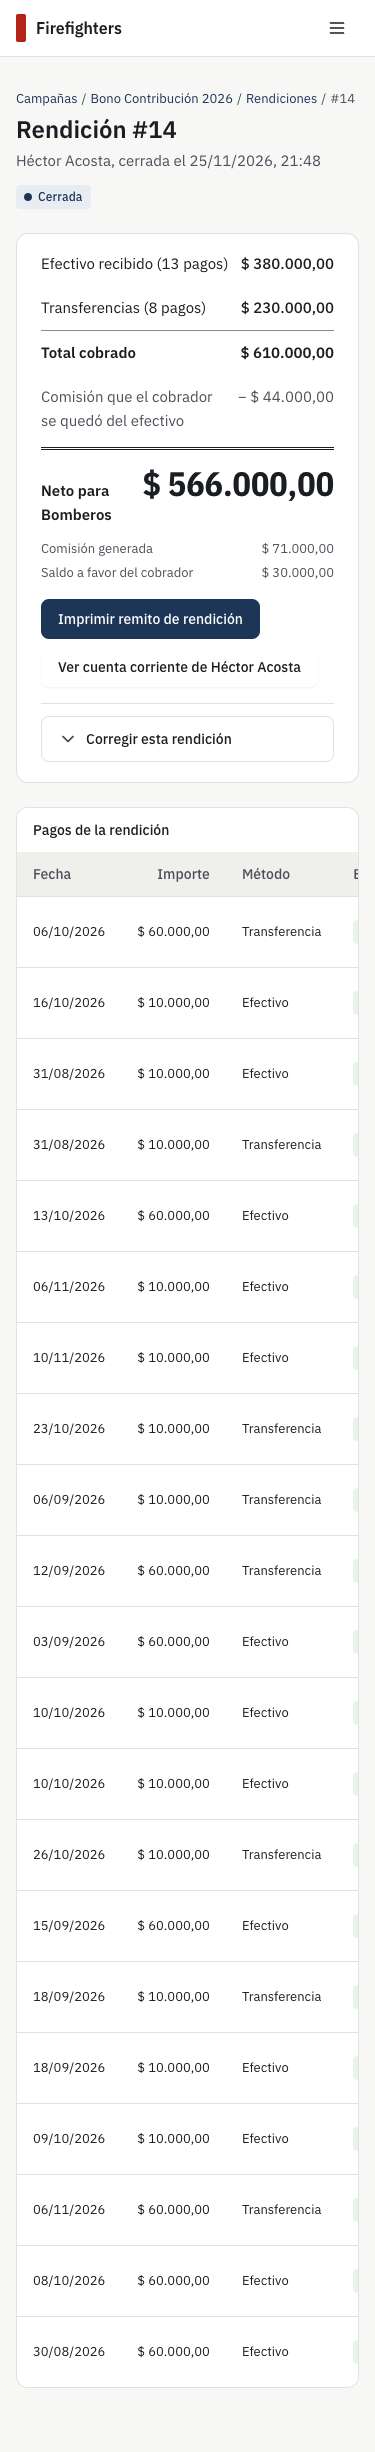 Firefighters
Campañas / Bono Contribución 2026 / Rendiciones / #14
Rendición #14
Héctor Acosta, cerrada el 25/11/2026, 21:48
Cerrada
Efectivo recibido (13 pagos) $ 380.000,00
Transferencias (8 pagos) $ 230.000,00
Total cobrado $ 610.000,00
Comisión que el cobrador − $ 44.000,00
se quedó del efectivo
Neto para $ 566.000,00
Bomberos
Comisión generada $ 71.000,00
Saldo a favor del cobrador $ 30.000,00
Imprimir remito de rendición
Ver cuenta corriente de Héctor Acosta
Corregir esta rendición
Pagos de la rendición
Fecha Importe Método
06/10/2026 $ 60.000,00 Transferencia
16/10/2026 $ 10.000,00 Efectivo
31/08/2026 $ 10.000,00 Efectivo
31/08/2026 $ 10.000,00 Transferencia
13/10/2026 $ 60.000,00 Efectivo
06/11/2026 $ 10.000,00 Efectivo
10/11/2026 $ 10.000,00 Efectivo
23/10/2026 $ 10.000,00 Transferencia
06/09/2026 $ 10.000,00 Transferencia
12/09/2026 $ 60.000,00 Transferencia
03/09/2026 $ 60.000,00 Efectivo
10/10/2026 $ 10.000,00 Efectivo
10/10/2026 $ 10.000,00 Efectivo
26/10/2026 $ 10.000,00 Transferencia
15/09/2026 $ 60.000,00 Efectivo
18/09/2026 $ 10.000,00 Transferencia
18/09/2026 $ 10.000,00 Efectivo
09/10/2026 $ 10.000,00 Efectivo
06/11/2026 $ 60.000,00 Transferencia
08/10/2026 $ 60.000,00 Efectivo
30/08/2026 $ 60.000,00 Efectivo